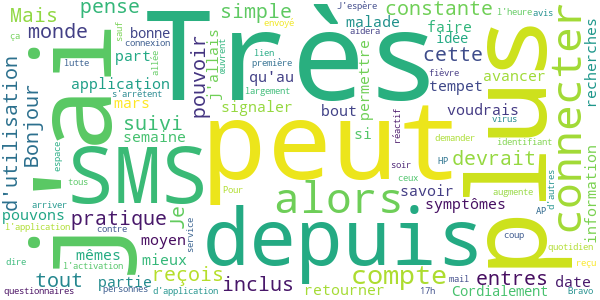 J'espère
l'heure
avis
Mais
pense
Très
simple
envoyé
constante
ça
sauf
bonne
malade
aidera
faire
monde
connexion
lien
idée
lutte
part
première
cette
application
qu'au
avancer
s'arrêtent
allée
j'allais
œuvrent
pouvoir
permettre
fièvre
tempet
recherches
connecter
plus
j'ai
d'utilisation
Bonjour
mars
largement
signaler
bout
voudrais
virus
suivi
peut
réactif
demander
identifiant
semaine
si
devrait
espace
SMS
soir
HP
tous
ceux
d'autres
information
alors
savoir
symptômes
Pour
augmente
arriver
Je
AP
pouvons
pratique
depuis
l'application
contre
service
coup
mêmes
moyen
quotidien
dire
l'activation
mieux
reçois
compte
reçu
tout
partie
inclus
mail
entres
date
retourner
questionnaires
personnes
d'application
17h
Cordialement
Bravo